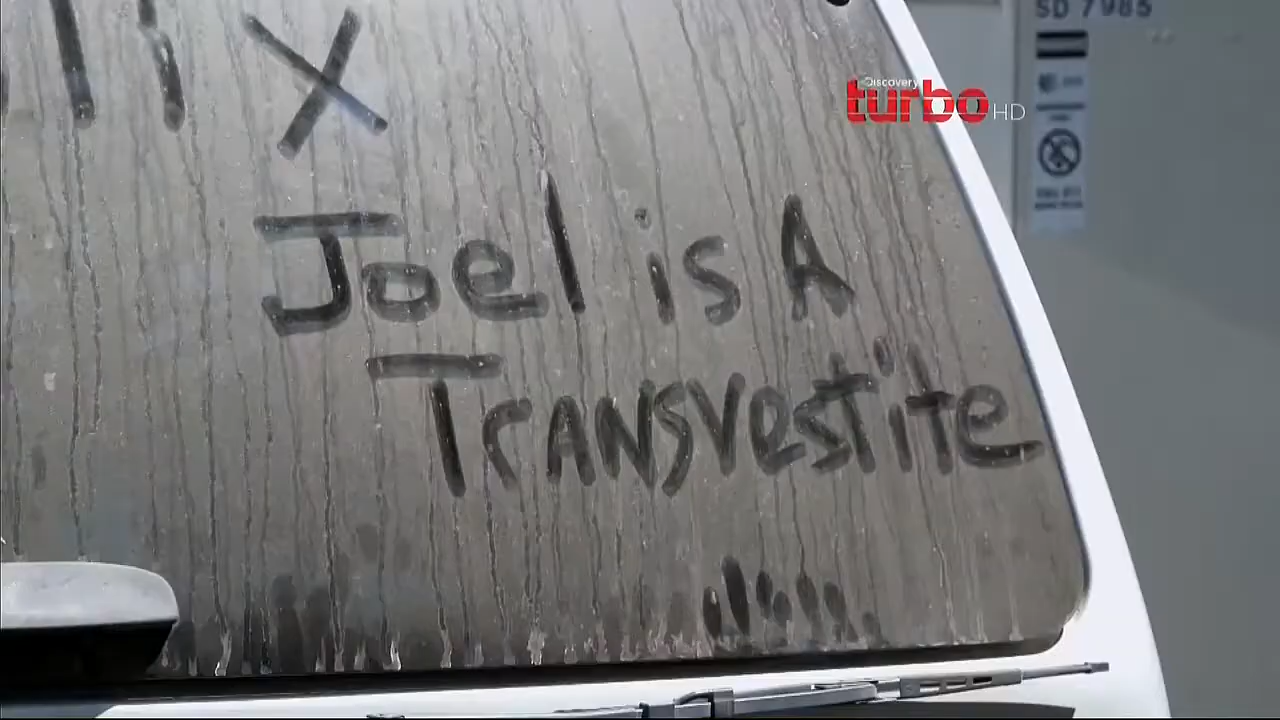 SD 7985
Discovery
turbo HD
X
Joel is A
Transvestite